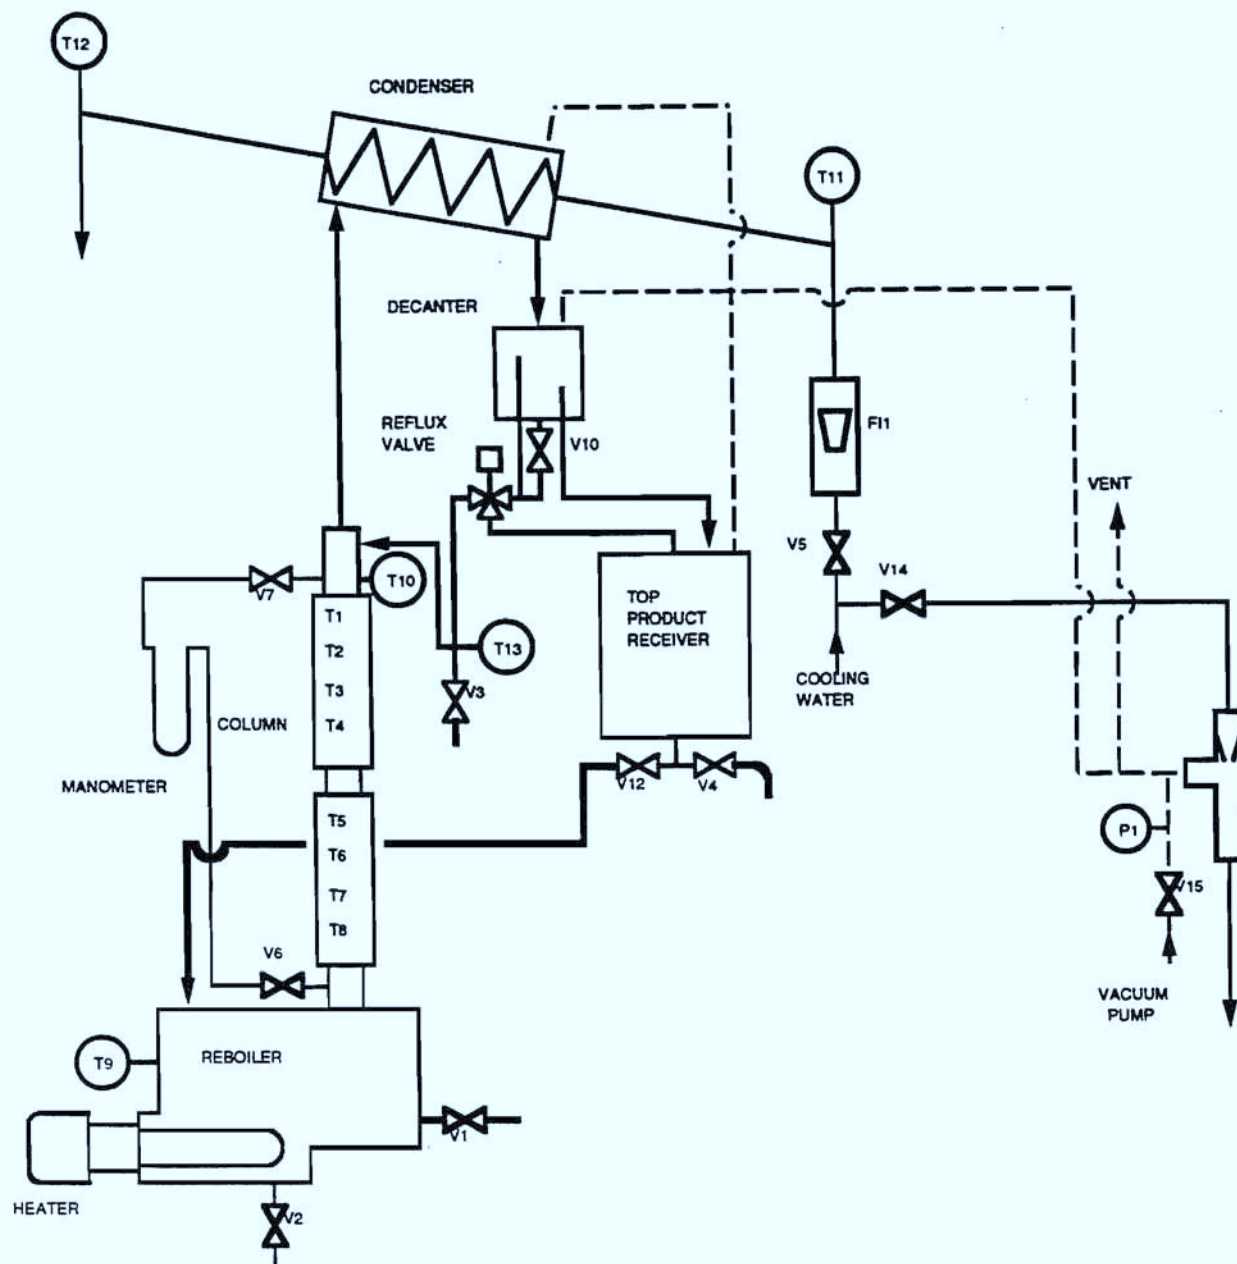 T12
CONDENSER
T11
DECANTER
REFLUX
VALVE
V10
FI1
VENT
V5
V14
V7
T10
T1
T2
T3
T4
TOP
PRODUCT
RECEIVER
T13
V3
COOLING
WATER
COLUMN
MANOMETER
V12
V4
T5
T6
T7
T8
P1
V15
V6
VACUUM
PUMP
T9
REBOILER
V1
HEATER
V2